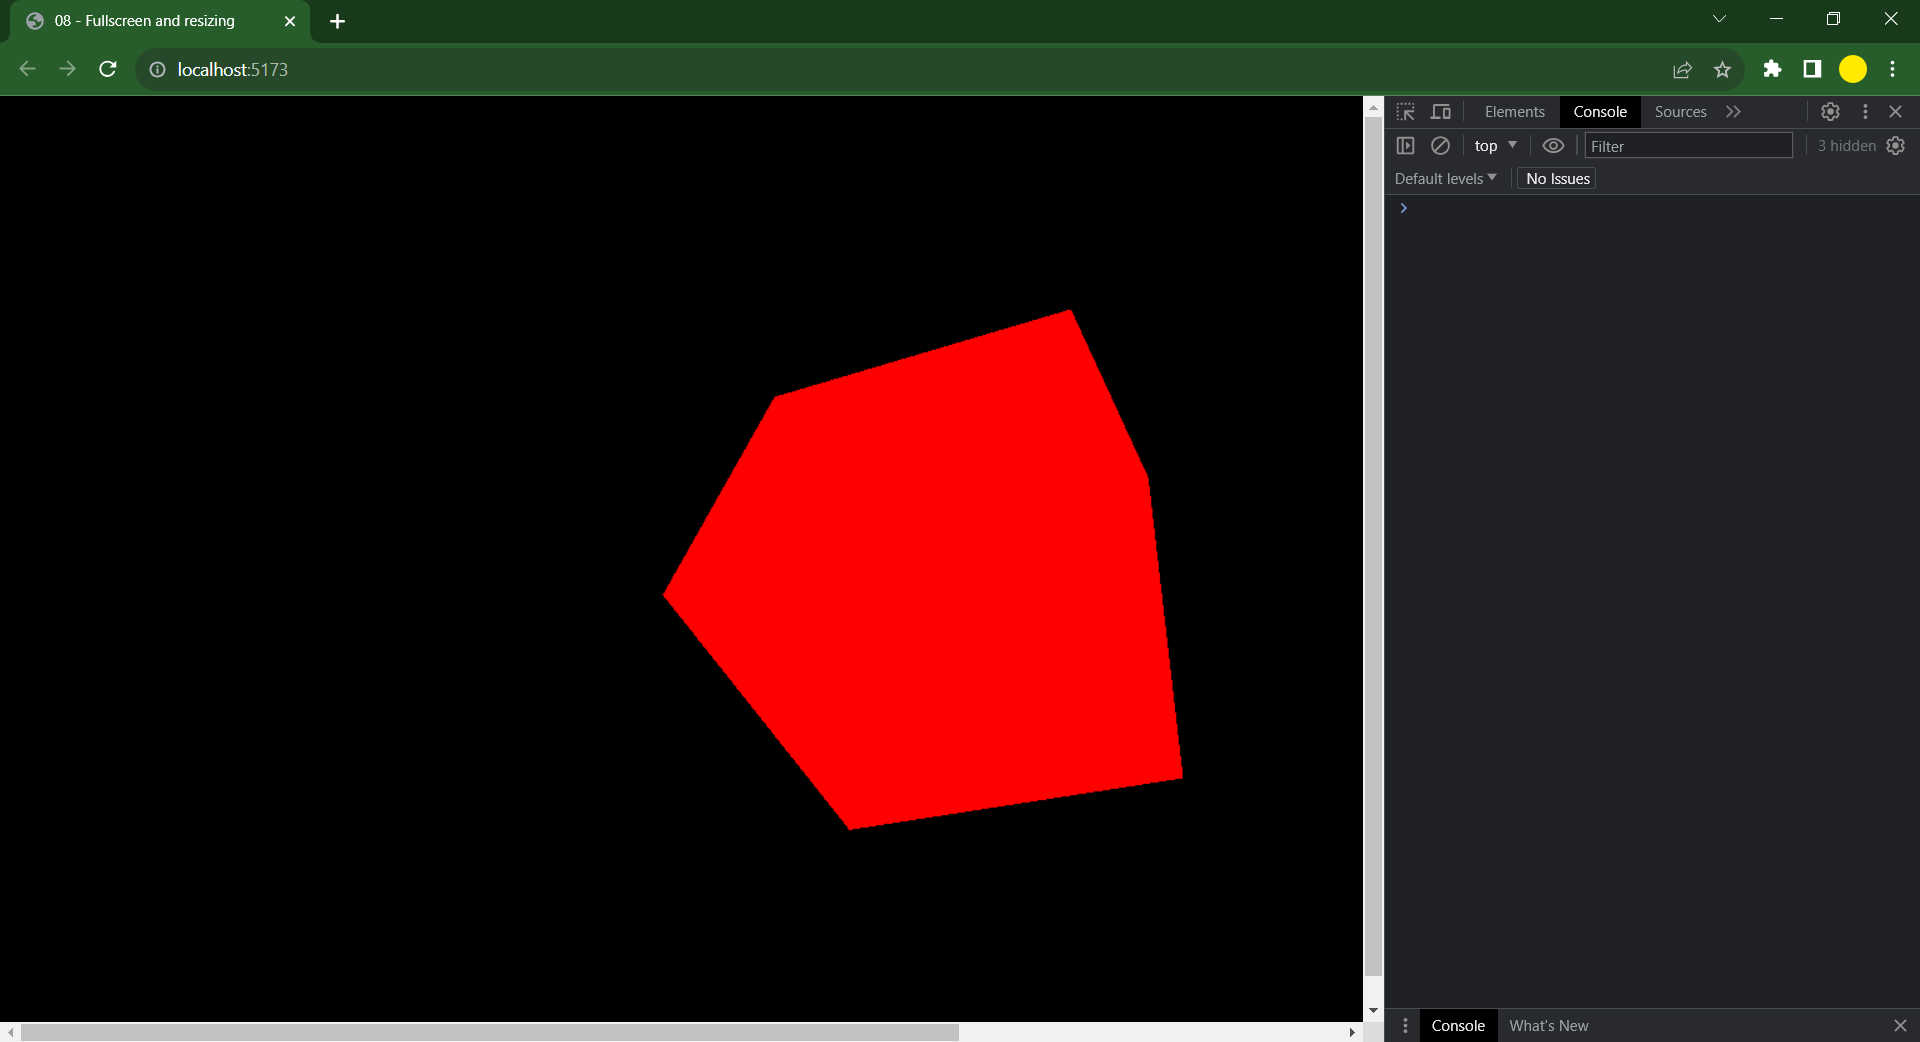 08 - Fullscreen and resizing
localhost:5173
Elements Console Sources
top Filter 3 hidden
Default levels No Issues
Console What's New